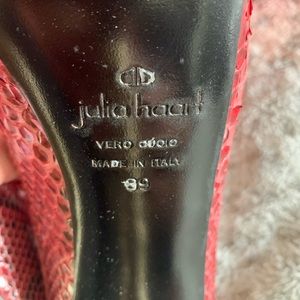 julia haart
VERO CUOIO
MADE IN ITALY
39